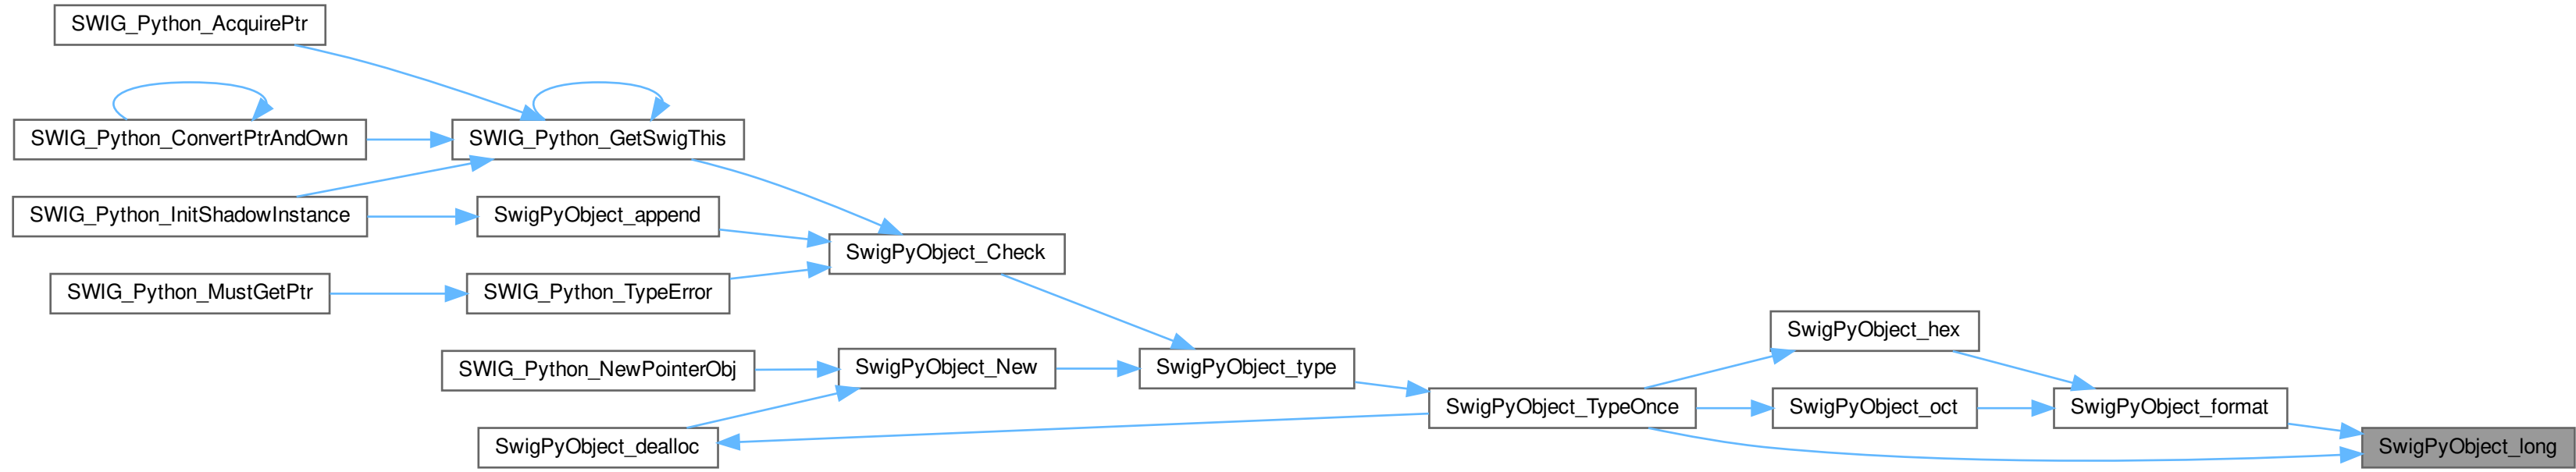 SWIG_Python_AcquirePtr
SWIG_Python_ConvertPtrAndOwn
SWIG_Python_GetSwigThis
SWIG_Python_InitShadowInstance
SwigPyObject_append
SwigPyObject_Check
SWIG_Python_MustGetPtr
SWIG_Python_TypeError
SwigPyObject_hex
SWIG_Python_NewPointerObj
SwigPyObject_New
SwigPyObject_type
SwigPyObject_TypeOnce
SwigPyObject_oct
SwigPyObject_format
SwigPyObject_dealloc
SwigPyObject_long